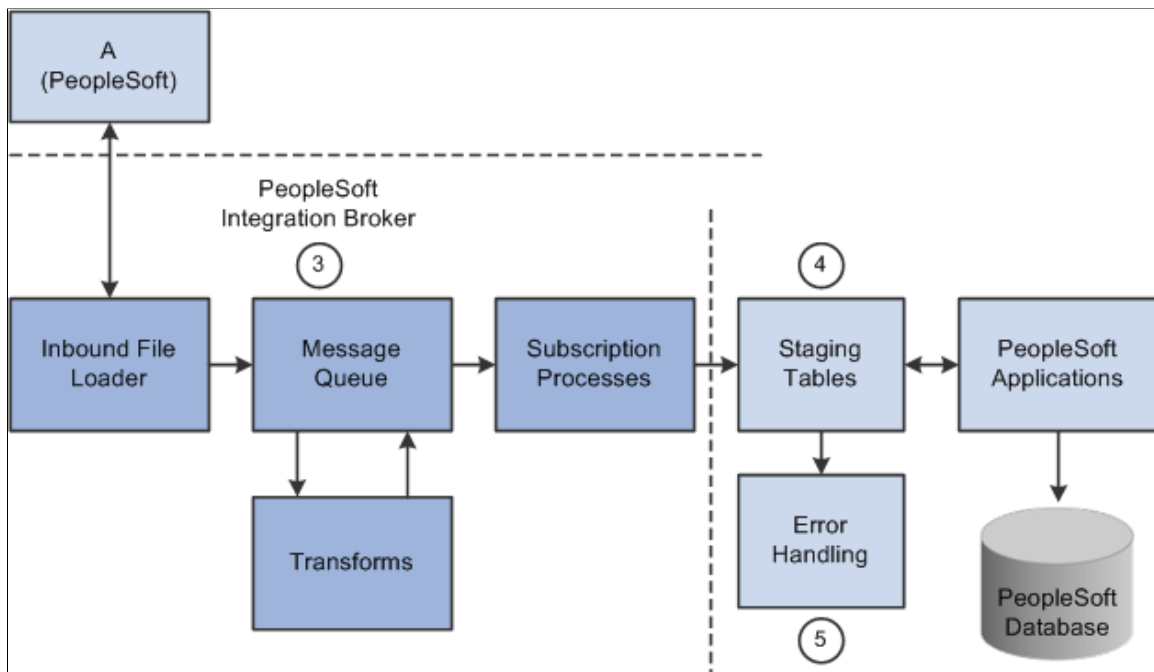 A
(PeopleSoft)
PeopleSoft
Integration Broker
3
4
Inbound File
Loader
Message
Queue
Subscription
Processes
Staging
Tables
PeopleSoft
Applications
Transforms
Error
Handling
PeopleSoft
Database
5